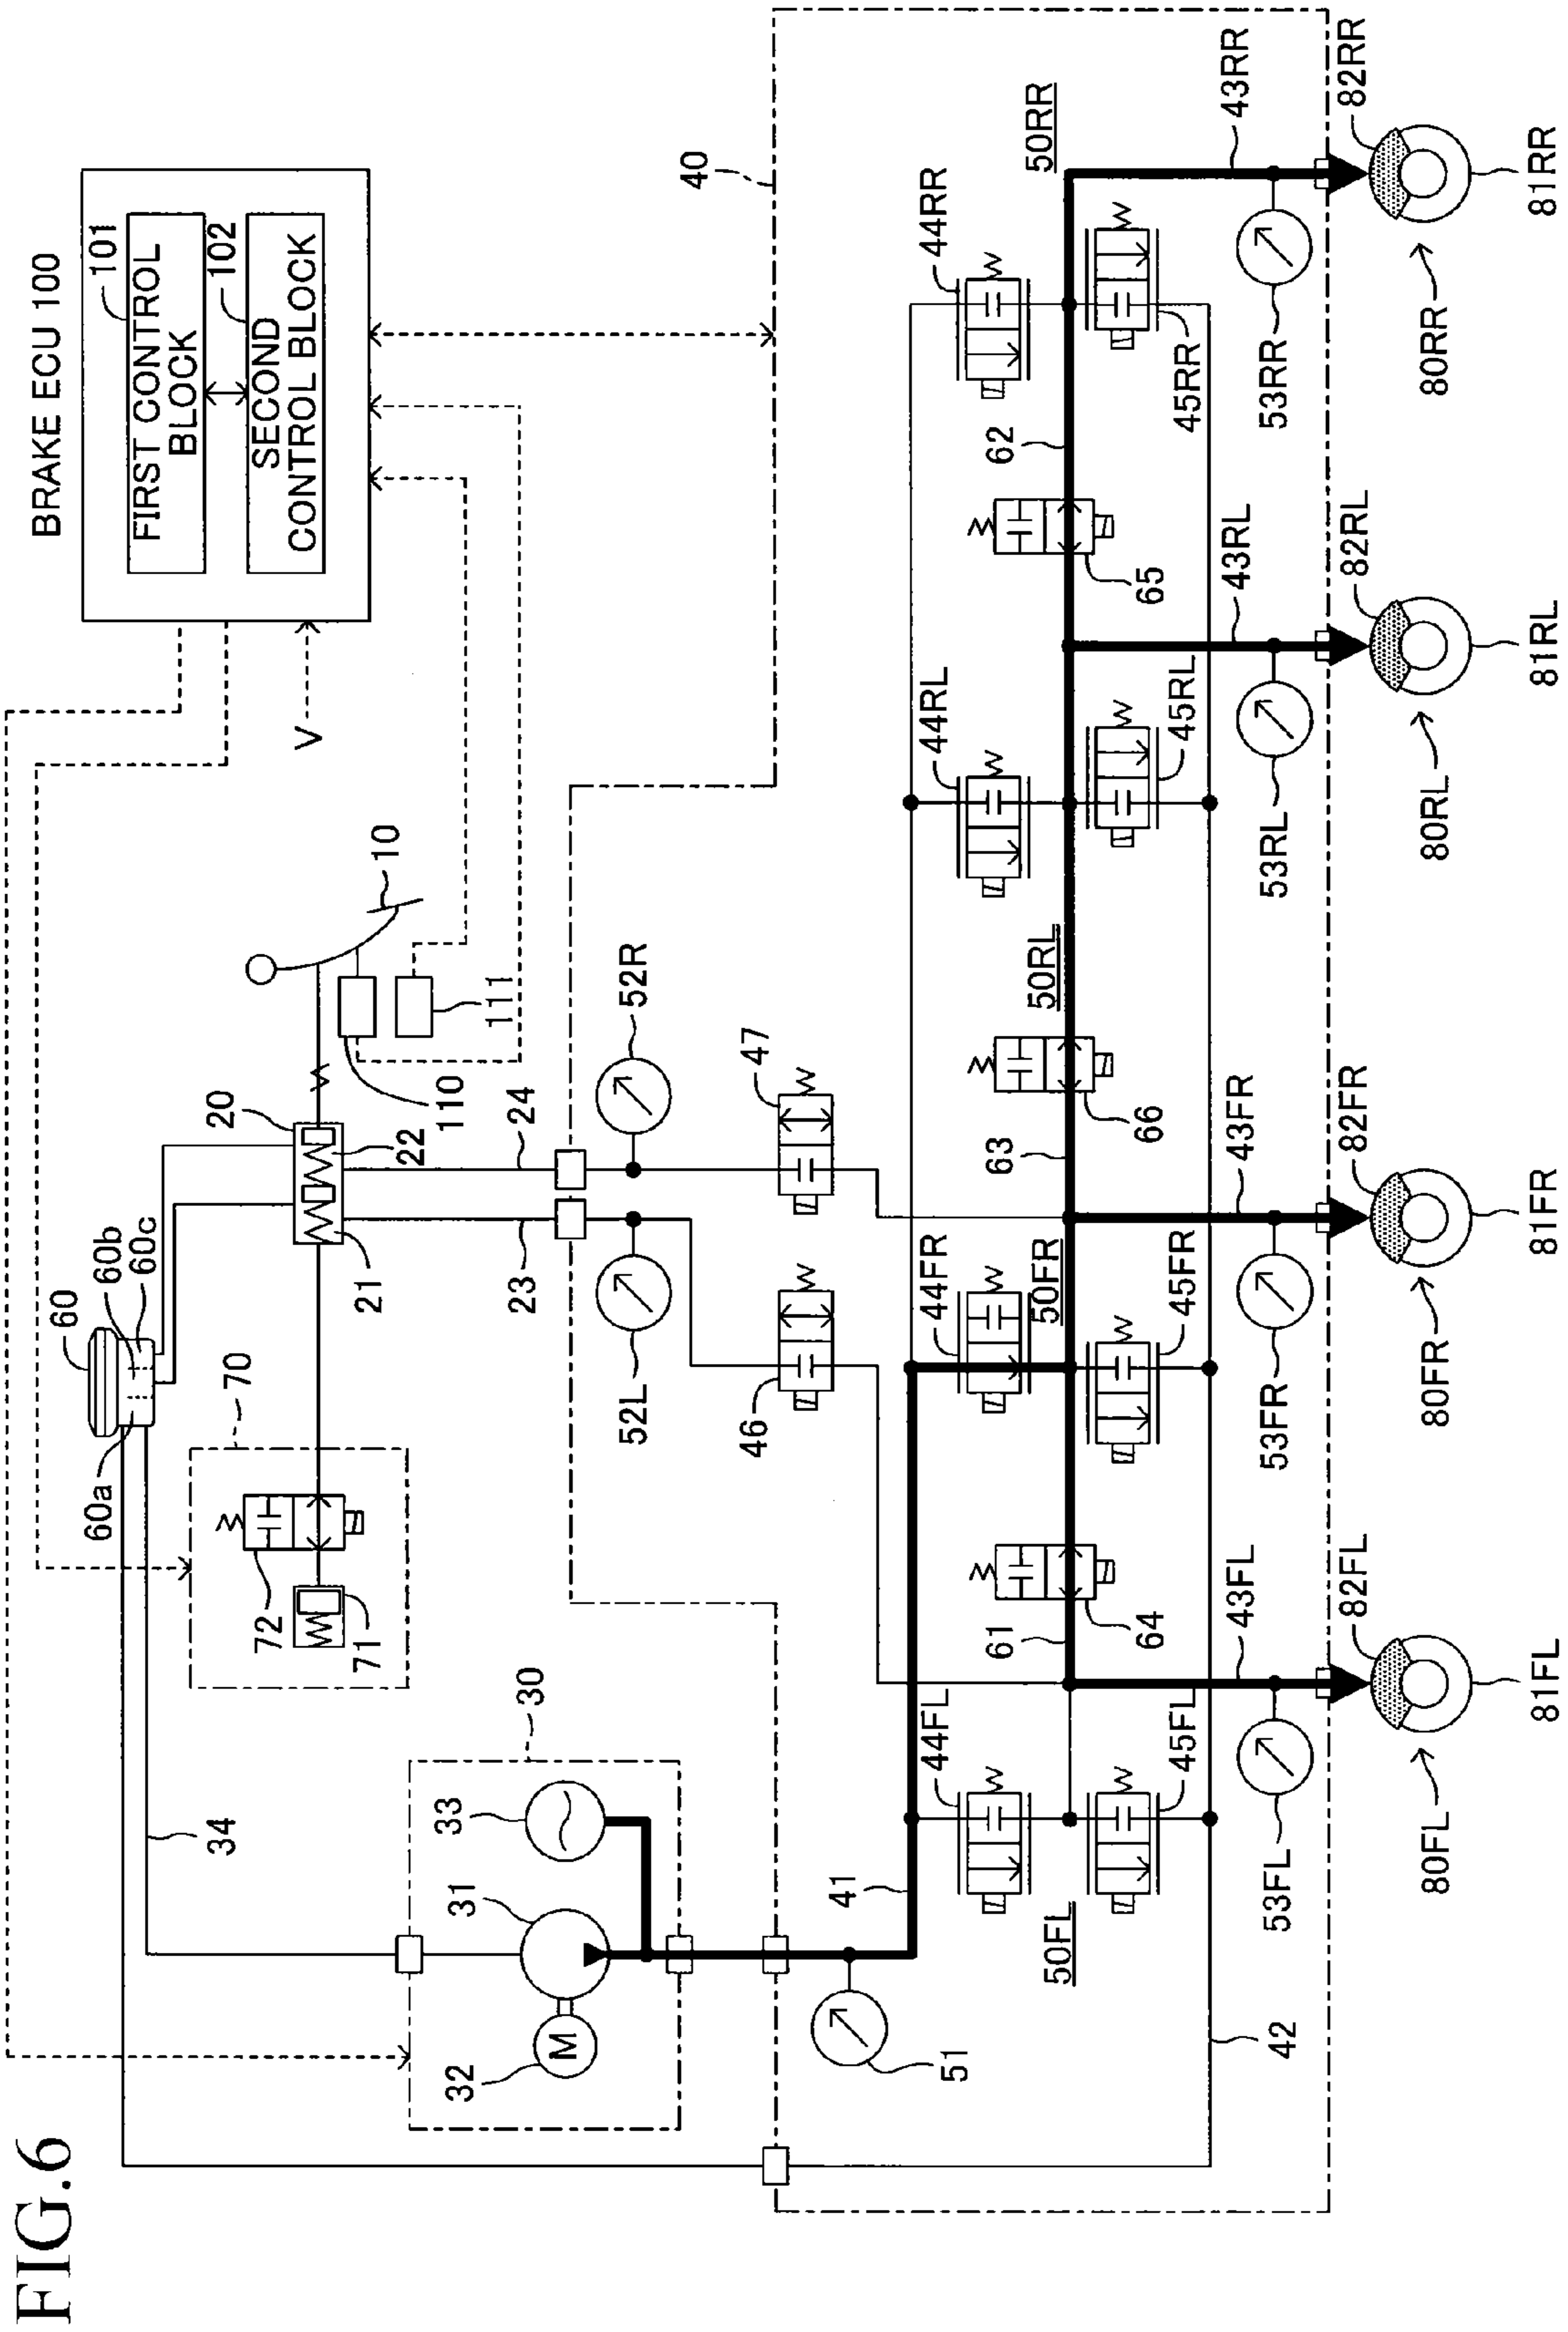 FIG.6
BRAKE ECU 100
101
FIRST CONTROL
BLOCK
102
SECOND
CONTROL BLOCK
V
10
110
111
20
22
21
24
23
60
60b
60c
60a
70
72
71
34
30
33
31
32
M
40
52R
52L
47
46
51
41
42
44FL
45FL
50FL
44FR
45FR
50FR
44RL
45RL
50RL
44RR
45RR
50RR
61
64
63
66
62
65
43FL
43FR
43RL
43RR
53FL
53FR
53RL
53RR
82FL
82FR
82RL
82RR
80FL
80FR
80RL
80RR
81FL
81FR
81RL
81RR